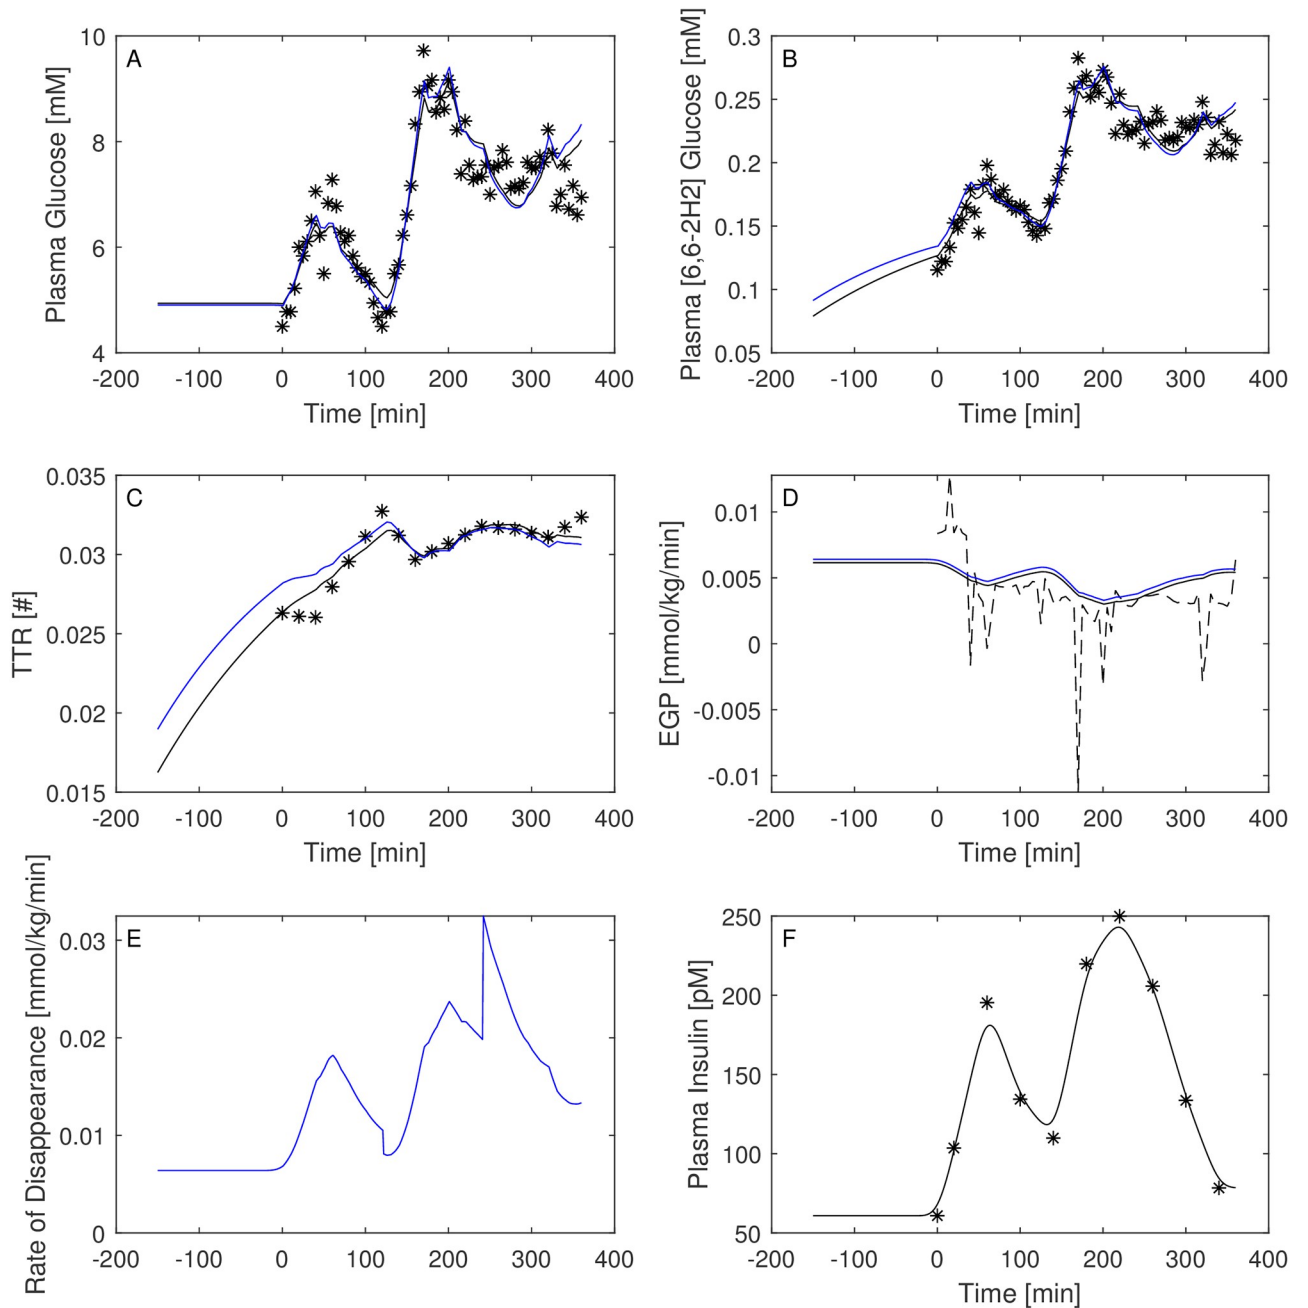 A
Plasma Glucose [mM]
10
8
6
4
-200 -100 0 100 200 300 400
Time [min]
B
Plasma [6,6-2H2] Glucose [mM]
0.3
0.25
0.2
0.15
0.1
0.05
-200 -100 0 100 200 300 400
Time [min]
C
TTR [#]
0.035
0.03
0.025
0.02
0.015
-200 -100 0 100 200 300 400
Time [min]
D
EGP [mmol/kg/min]
0.01
0.005
0
-0.005
-0.01
-200 -100 0 100 200 300 400
Time [min]
E
Rate of Disappearance [mmol/kg/min]
0.03
0.02
0.01
0
-200 -100 0 100 200 300 400
F
Plasma Insulin [pM]
250
200
150
100
50
-200 -100 0 100 200 300 400
Time [min]